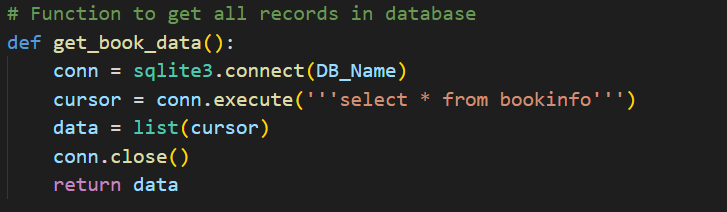 # Function to get all records in database
def get_book_data():
    conn = sqlite3.connect(DB_Name)
    cursor = conn.execute('''select * from bookinfo''')
    data = list(cursor)
    conn.close()
    return data